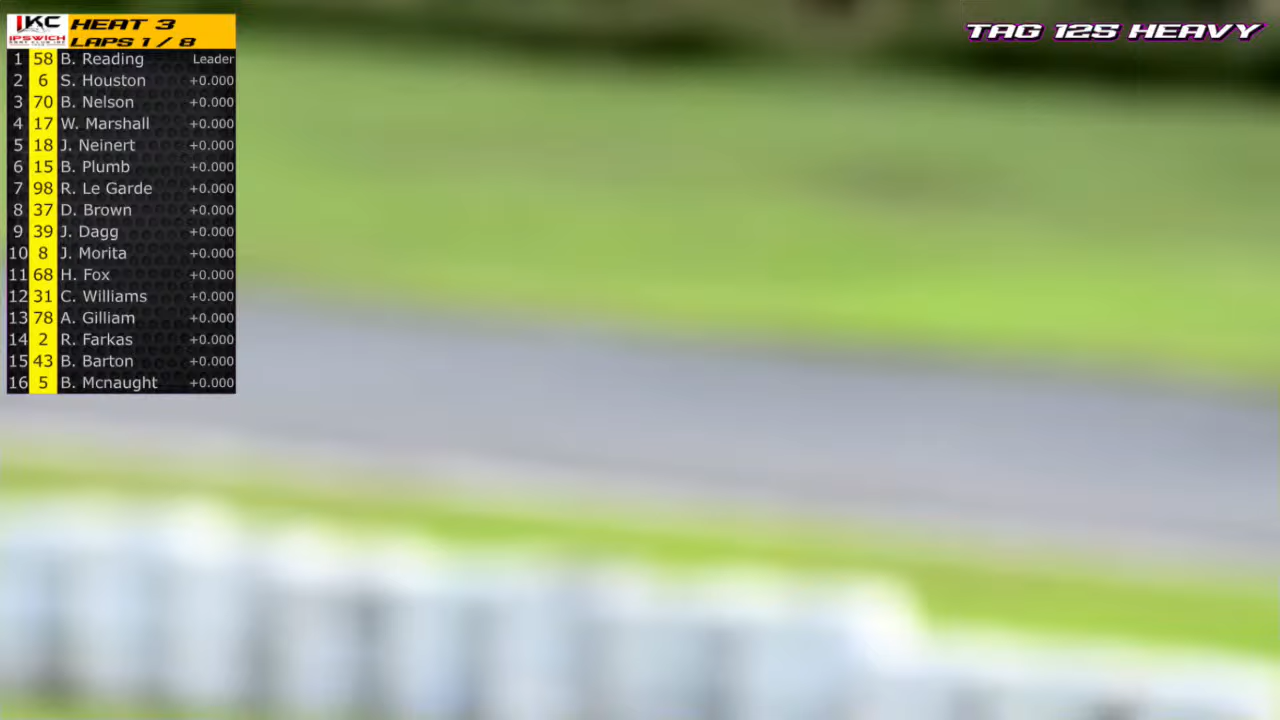 IKC
IPSWICH
KART CLUB INC
HEAT 3
LAPS 1 / 8
TAG 125 HEAVY
1 58 B. Reading Leader
2 6 S. Houston +0.000
3 70 B. Nelson +0.000
4 17 W. Marshall +0.000
5 18 J. Neinert +0.000
6 15 B. Plumb +0.000
7 98 R. Le Garde +0.000
8 37 D. Brown +0.000
9 39 J. Dagg +0.000
10 8 J. Morita +0.000
11 68 H. Fox +0.000
12 31 C. Williams +0.000
13 78 A. Gilliam +0.000
14 2 R. Farkas +0.000
15 43 B. Barton +0.000
16 5 B. Mcnaught +0.000